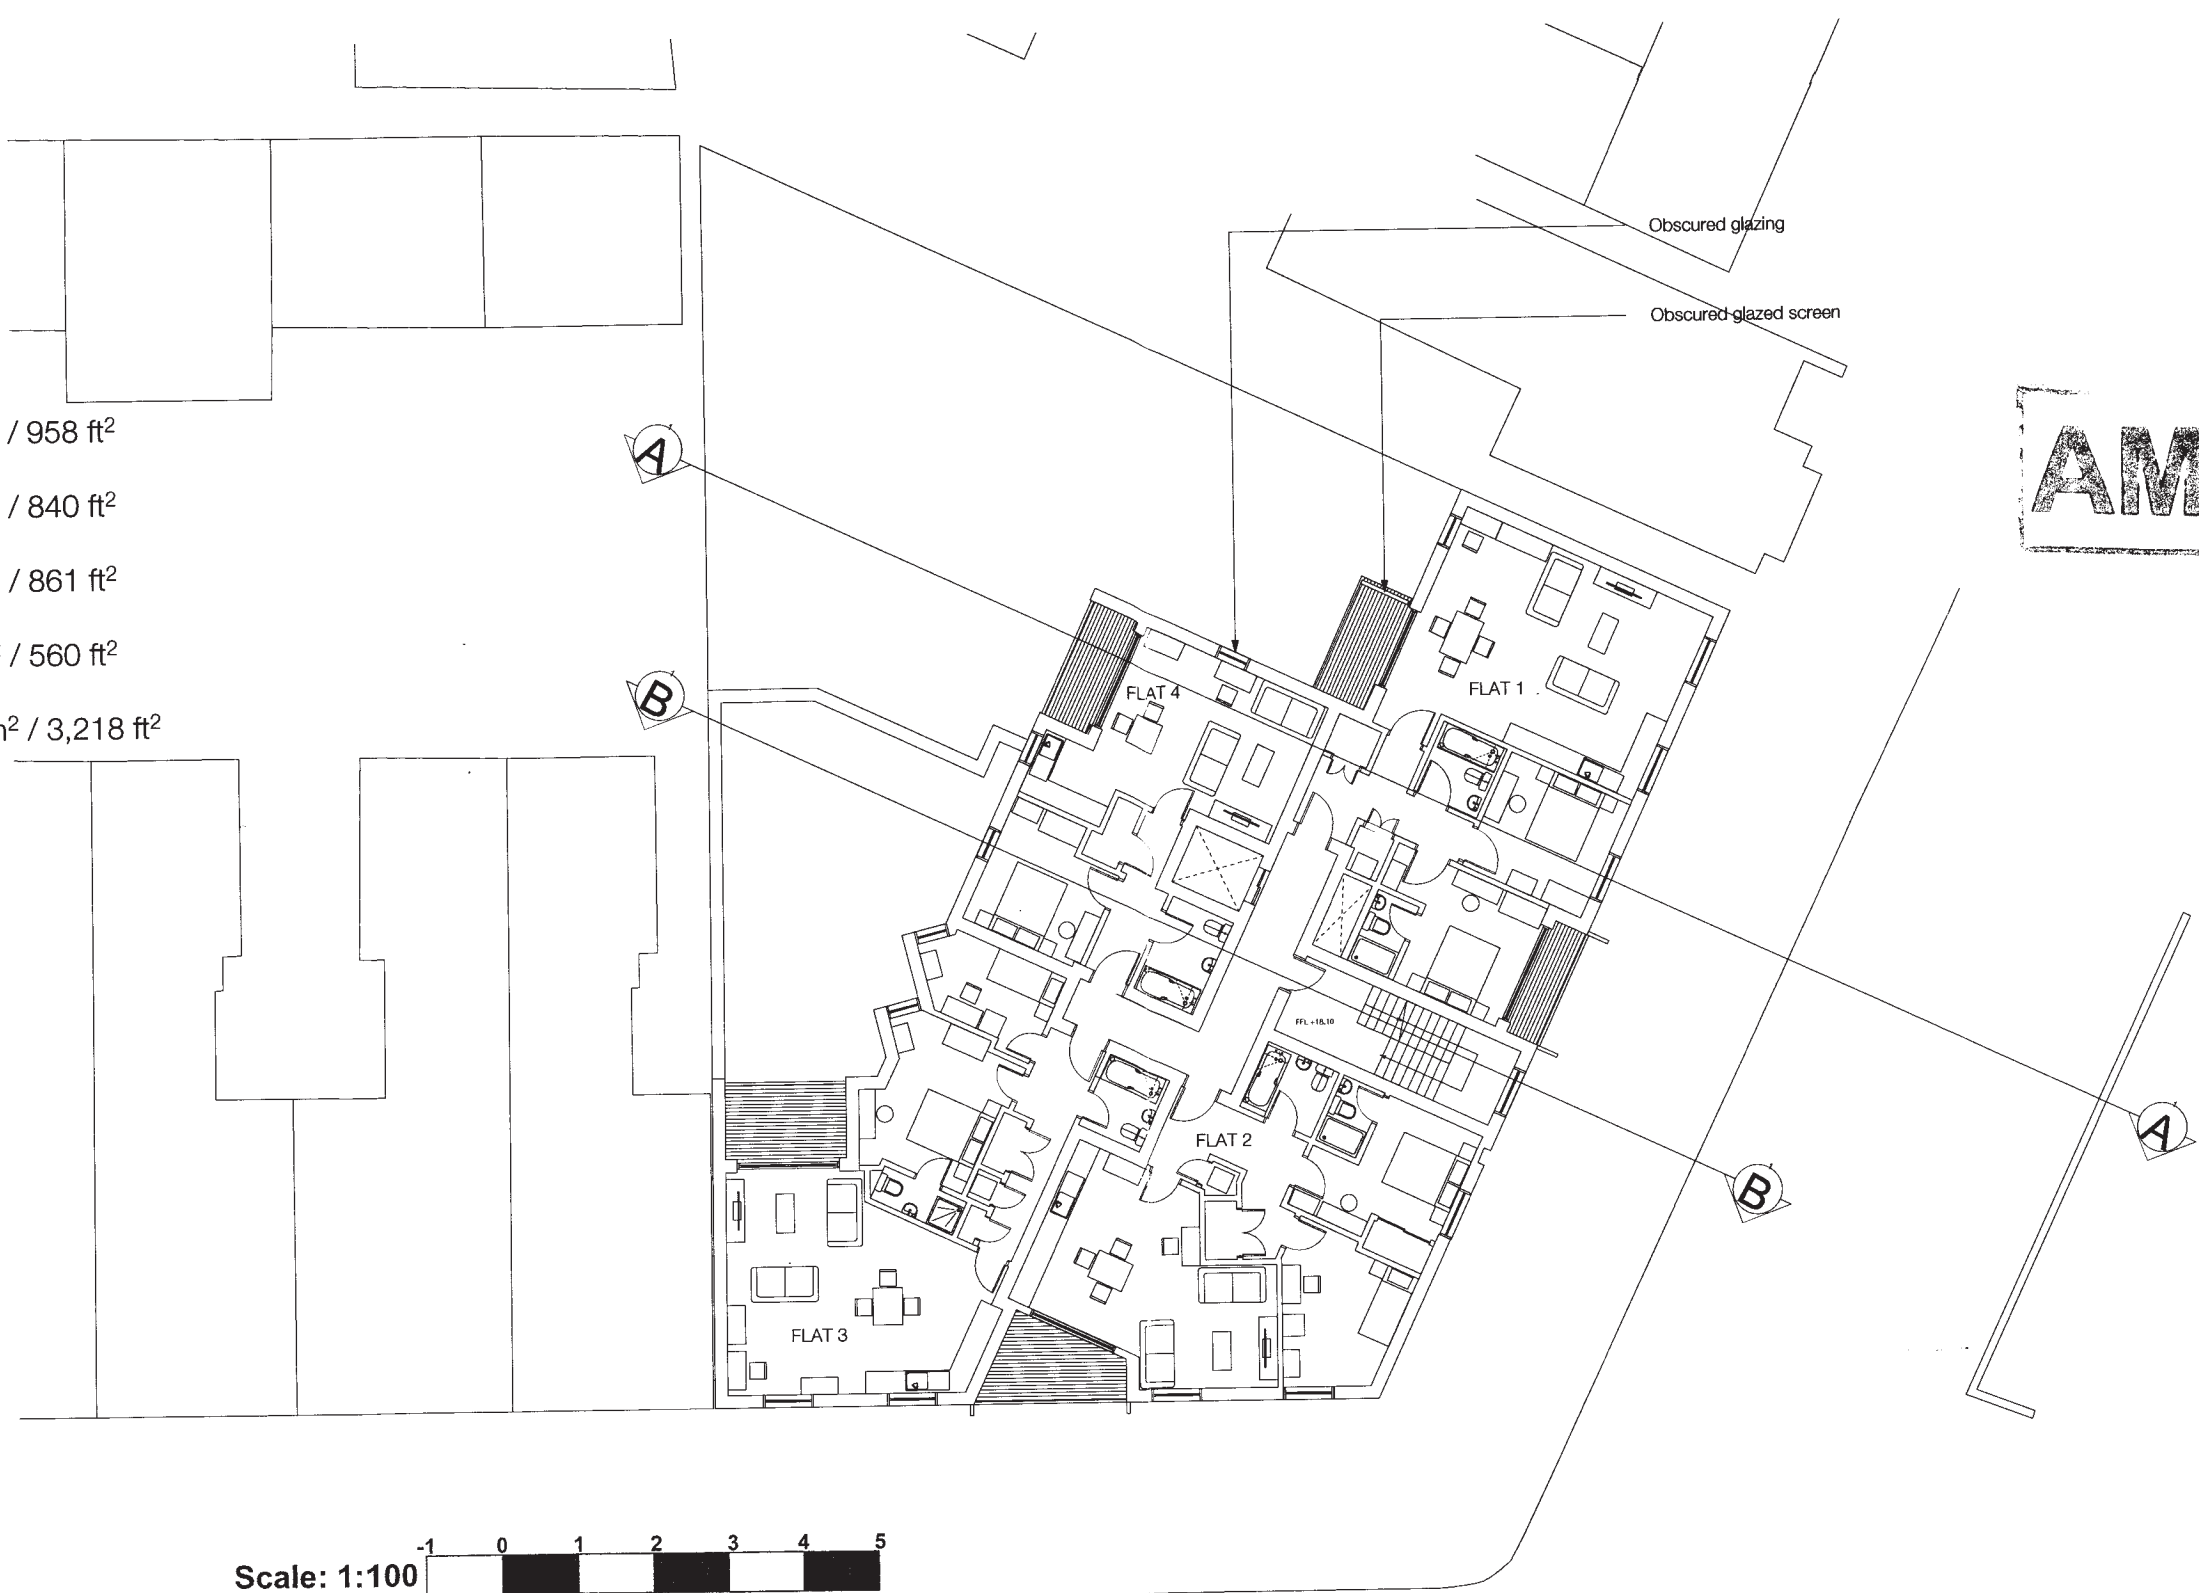 Obscured glazing
Obscured glazed screen
/ 958 ft²
/ 840 ft²
/ 861 ft²
/ 560 ft²
m² / 3,218 ft²
AM
A
B
FLAT 1
FLAT 4
FFL +18.10
FLAT 2
FLAT 3
A
B
-1 0 1 2 3 4 5
Scale: 1:100